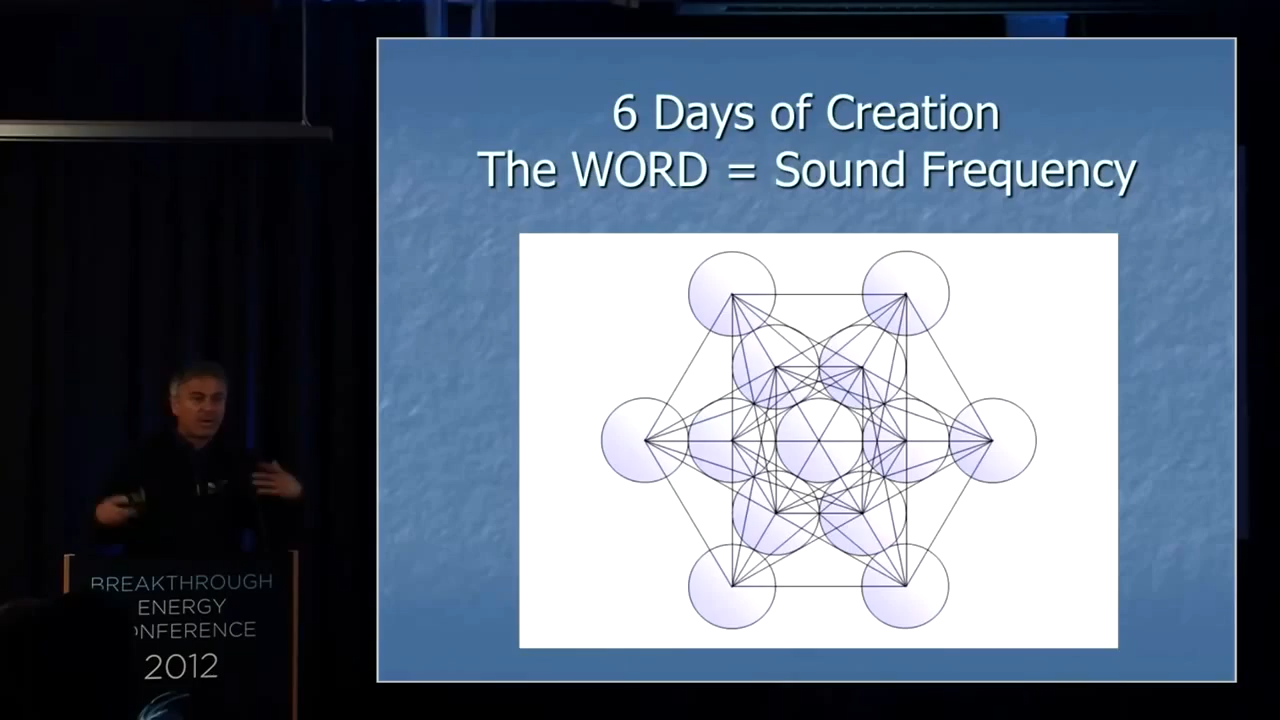 6 Days of Creation
The WORD = Sound Frequency
BREAKTHROUGH
ENERGY
ONFERENCE
2012